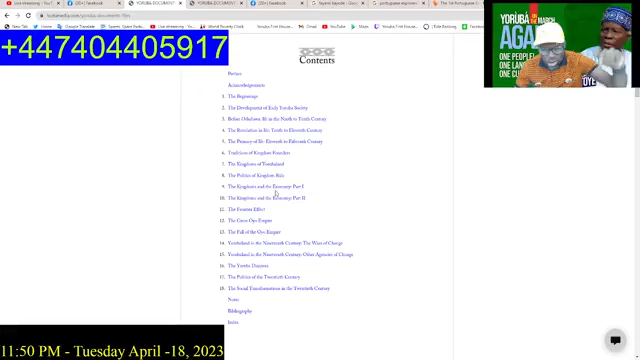 +447404405917
Contents
Preface
Acknowledgements
1 The Beginnings
2 The Development of Early Yoruba Society
3 Before Oduduwa: Ife in the Ninth to Tenth Century
4 The Revolution in Ife: Tenth to Eleventh Century
5 The Primacy of Ife: Eleventh to Fifteenth Century
6 Traditions of Kingdom Founders
7 The Kingdoms of Yorubaland
8 The Politics of Kingdom Rule
9 The Kingdoms and the Economy: Part I
10 The Kingdoms and the Economy: Part II
11 The Frontier Effect
12 The Great Oyo Empire
13 The Fall of the Oyo Empire
14 Yorubaland in the Nineteenth Century: The Wars of Change
15 Yorubaland in the Nineteenth Century: Other Agencies of Change
16 The Yoruba Diaspora
17 The Politics of the Twentieth Century
18 The Social Transformation in the Twentieth Century
Notes
Bibliography
Index
YORUBA
MARCH
AGA
ONE PEOPLE
ONE LAN
ONE CU
11:50 PM - Tuesday April -18, 2023